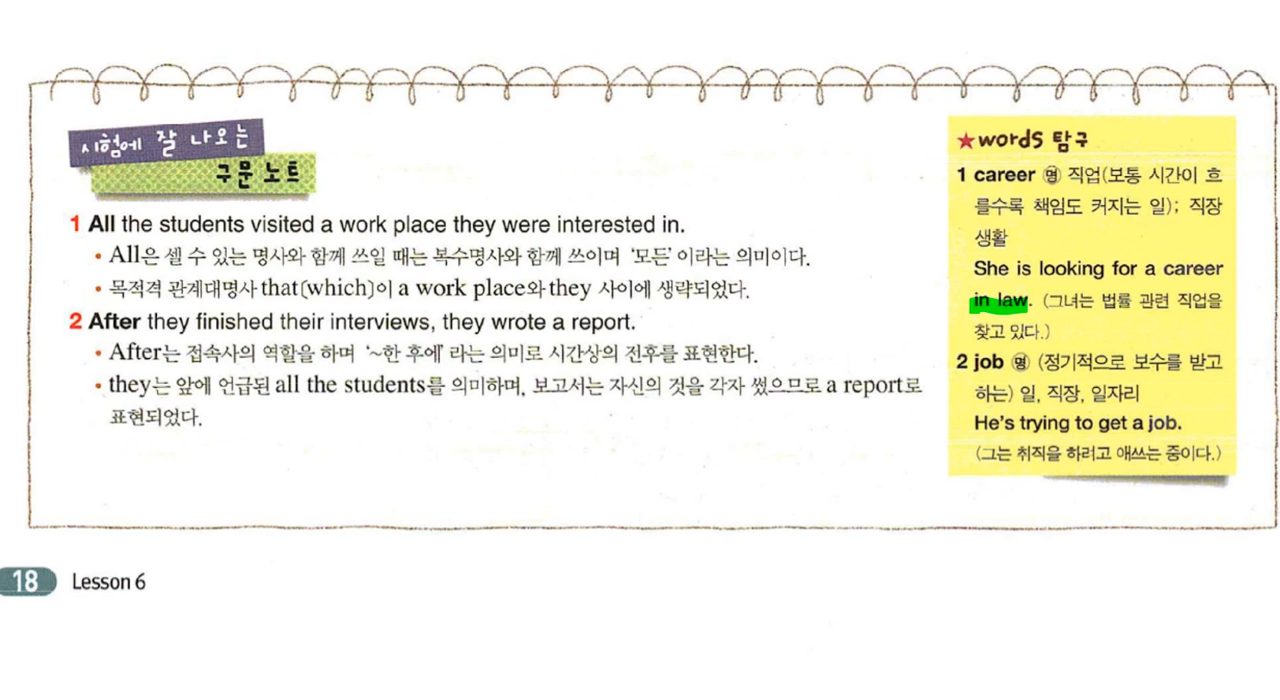 시험에 잘 나오는
구문 노트
1 All the students visited a work place they were interested in.
• All은 셀 수 있는 명사와 함께 쓰일 때는 복수명사와 함께 쓰이며 '모든' 이라는 의미이다.
• 목적격 관계대명사 that(which)이 a work place와 they 사이에 생략되었다.
2 After they finished their interviews, they wrote a report.
• After는 접속사의 역할을 하며 '~한 후에' 라는 의미로 시간상의 전후를 표현한다.
• they는 앞에 언급된 all the students를 의미하며, 보고서는 자신의 것을 각자 썼으므로 a report로
표현되었다.
★words 탐구
1 career 명 직업(보통 시간이 흐
를수록 책임도 커지는 일); 직장
생활
She is looking for a career
in law. (그녀는 법률 관련 직업을
찾고 있다.)
2 job 명 (정기적으로 보수를 받고
하는) 일, 직장, 일자리
He's trying to get a job.
(그는 취직을 하려고 애쓰는 중이다.)
18 Lesson 6